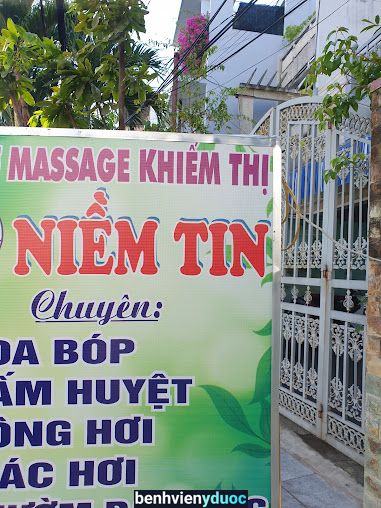 MASSAGE KHIẾM THỊ
NIỀM TIN
Chuyên:
OA BÓP
ẤM HUYỆT
ÔNG HƠI
ÁC HƠI
benhvienyduoc